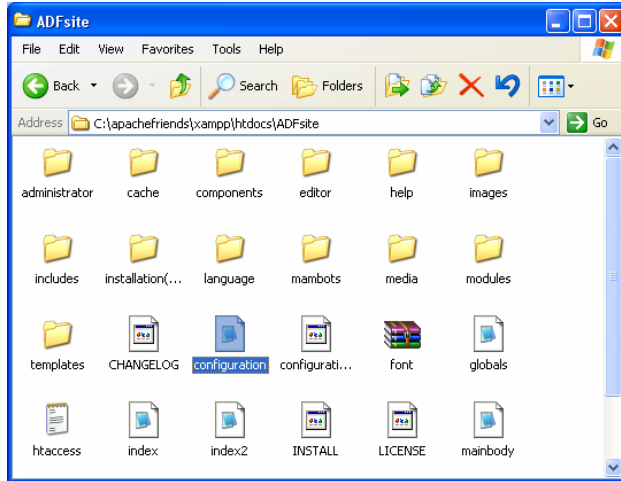 ADFsite
File Edit View Favorites Tools Help
Back Search Folders
Address C:\apachefriends\xampp\htdocs\ADFsite Go
administrator cache components editor help images
includes installation(... language mambots media modules
templates CHANGELOG configuration configurati... font globals
htaccess index index2 INSTALL LICENSE mainbody